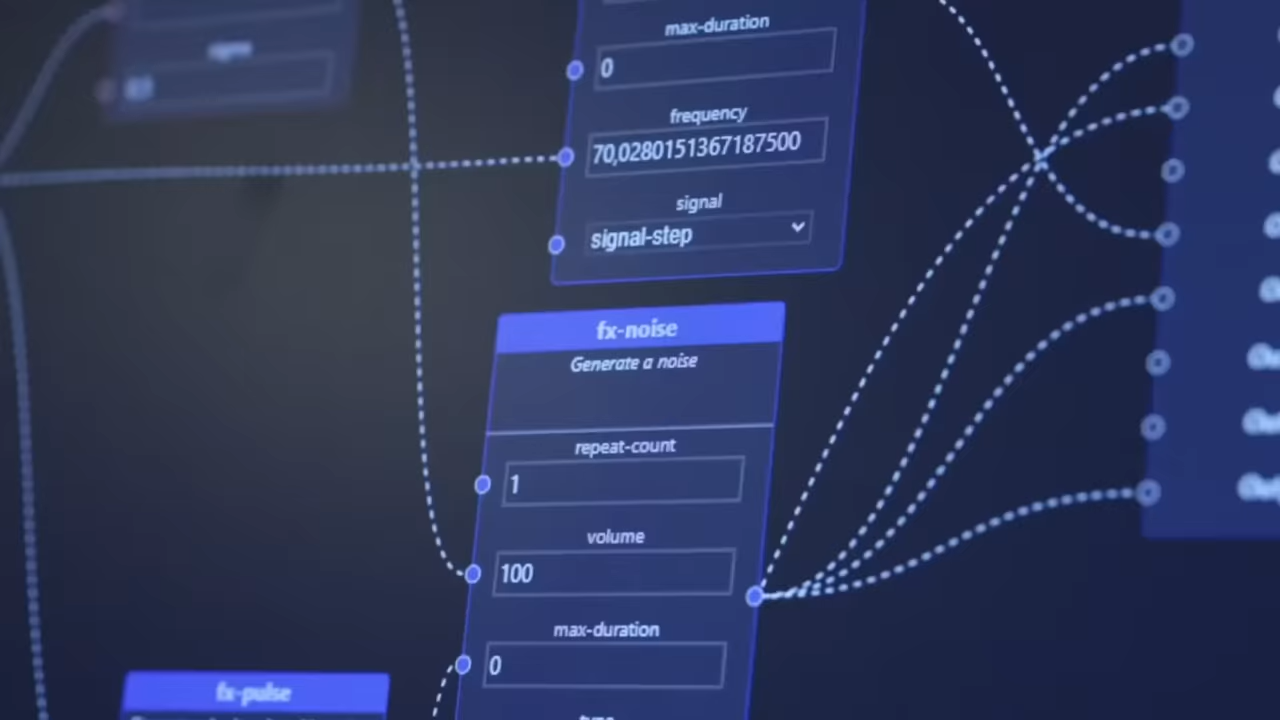 max-duration
0
frequency
70,0280151367187500
signal
signal-step
fx-noise
Generate a noise
repeat-count
1
volume
100
max-duration
0
fx-pulse